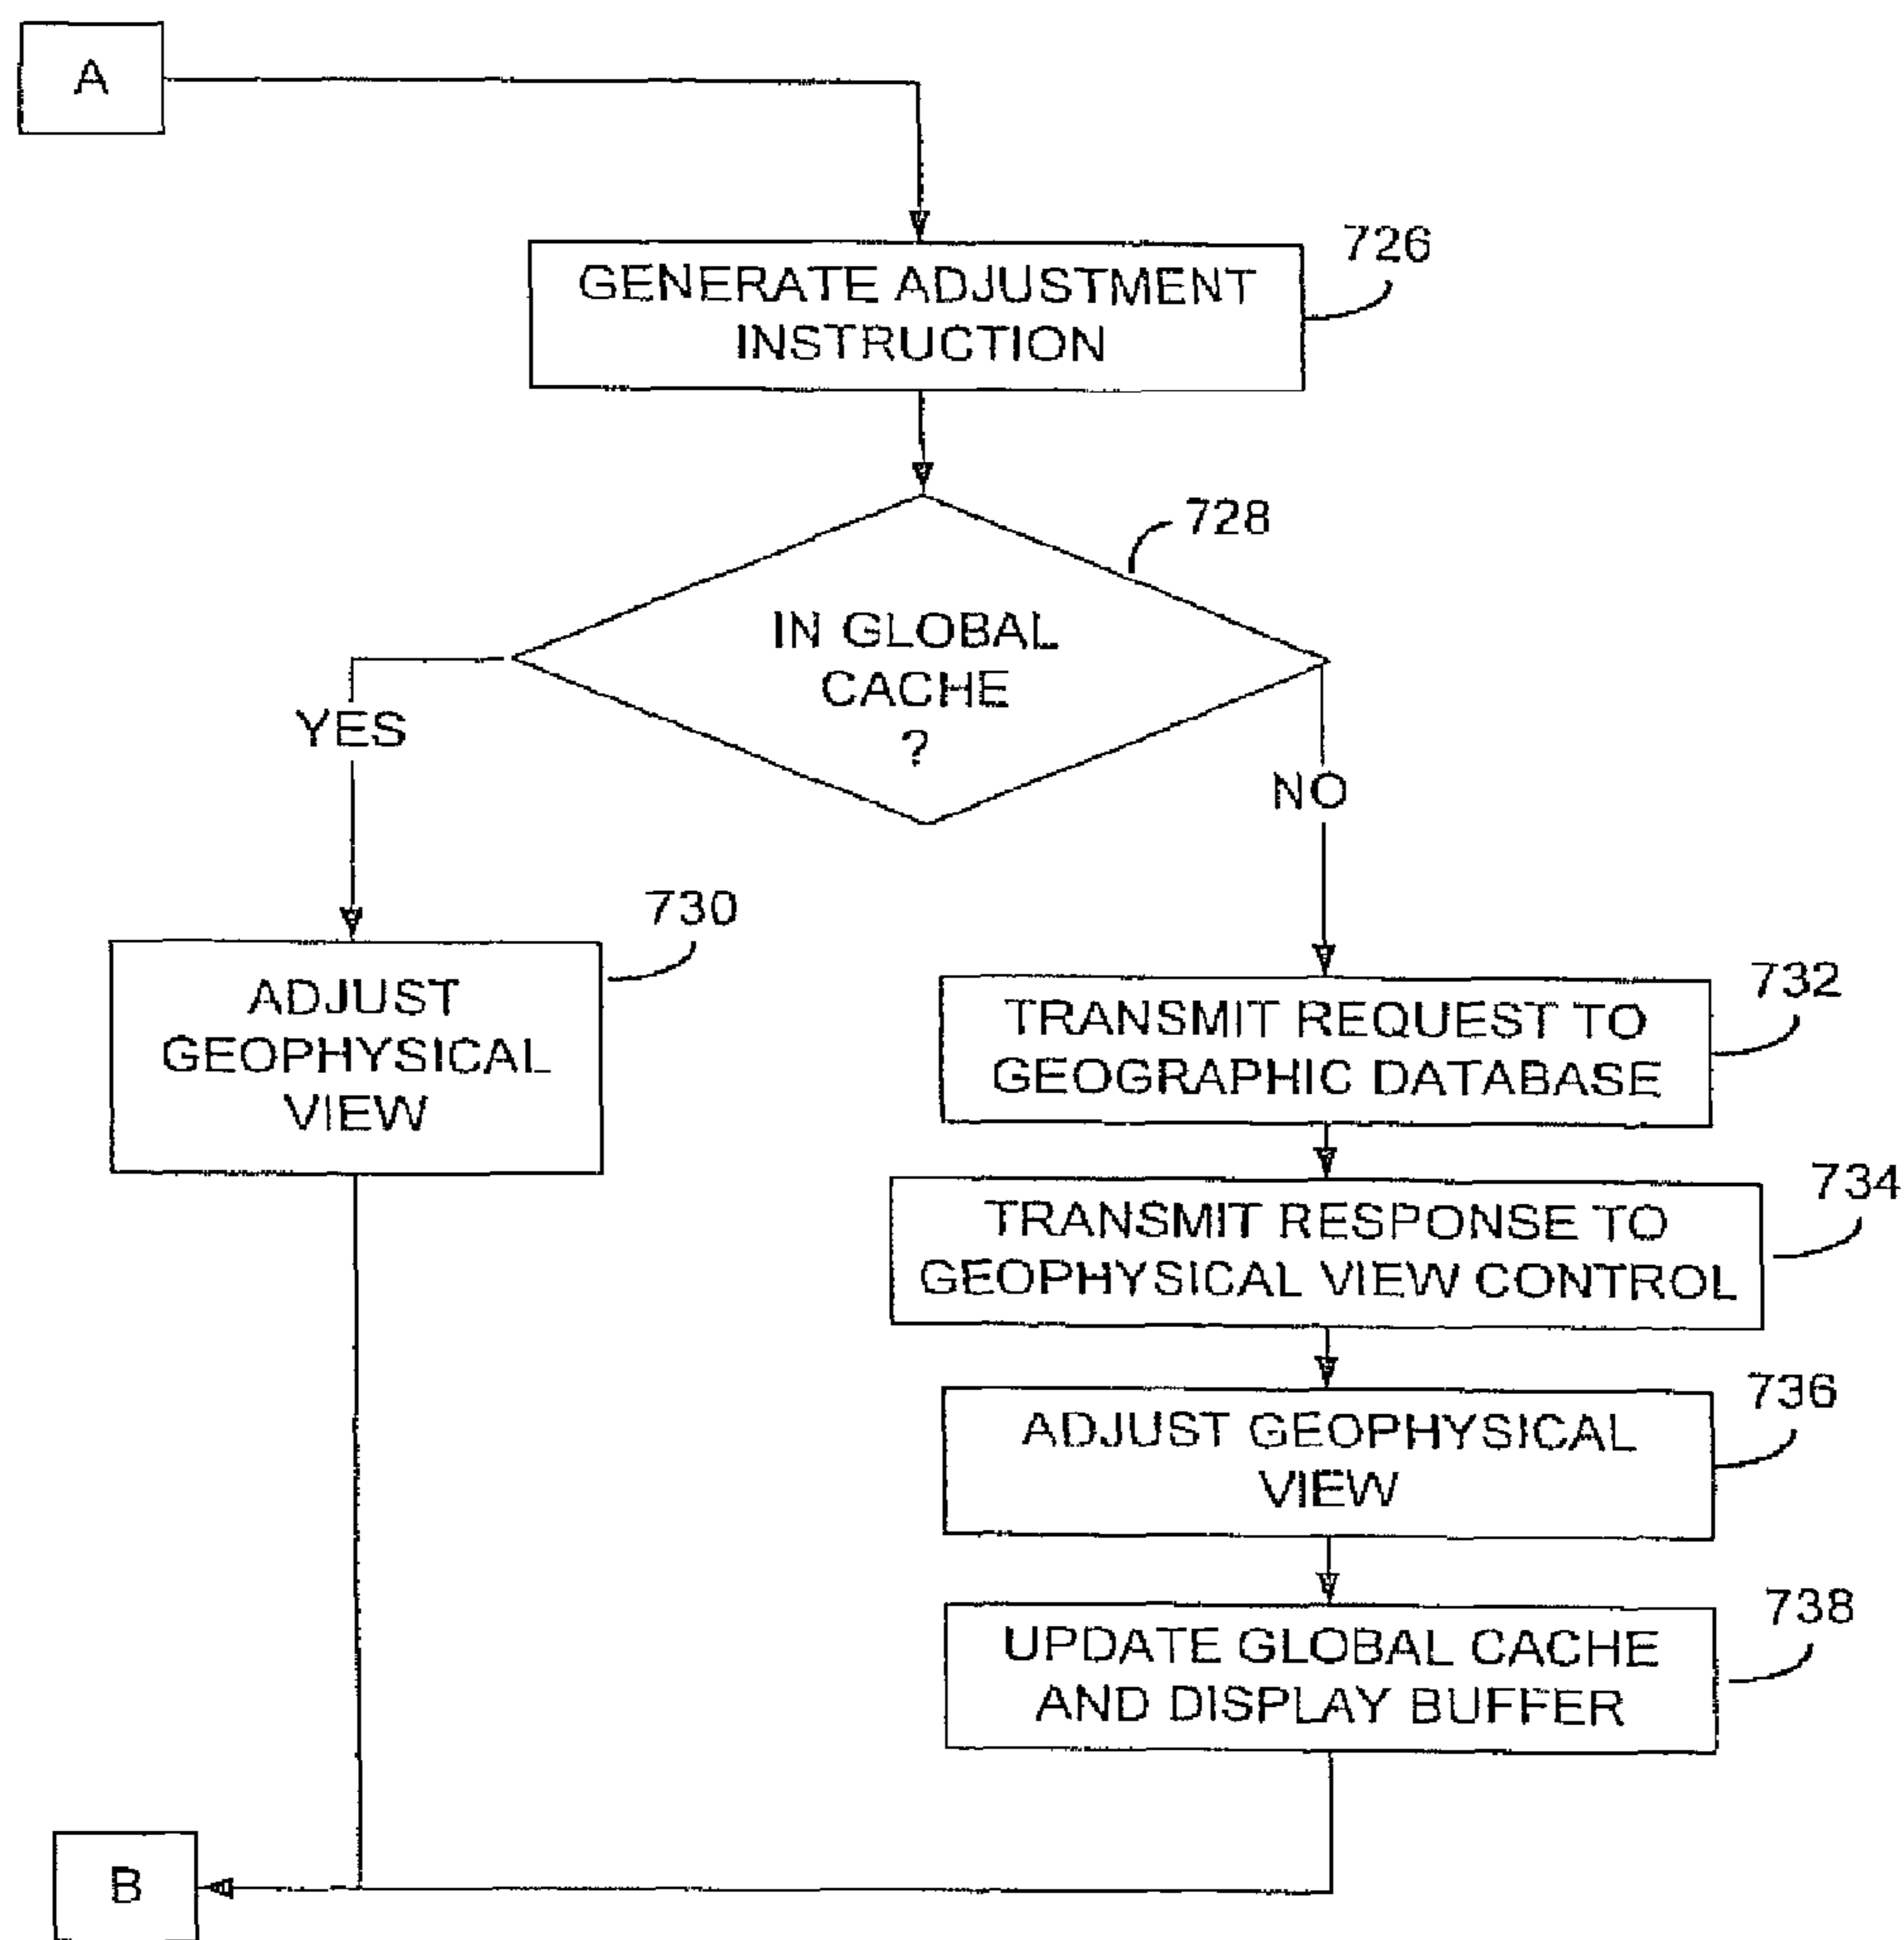 A
726
GENERATE ADJUSTMENT
INSTRUCTION
728
IN GLOBAL
CACHE
?
YES
NO
730
ADJUST
GEOPHYSICAL
VIEW
732
TRANSMIT REQUEST TO
GEOGRAPHIC DATABASE
734
TRANSMIT RESPONSE TO
GEOPHYSICAL VIEW CONTROL
736
ADJUST GEOPHYSICAL
VIEW
738
UPDATE GLOBAL CACHE
AND DISPLAY BUFFER
B